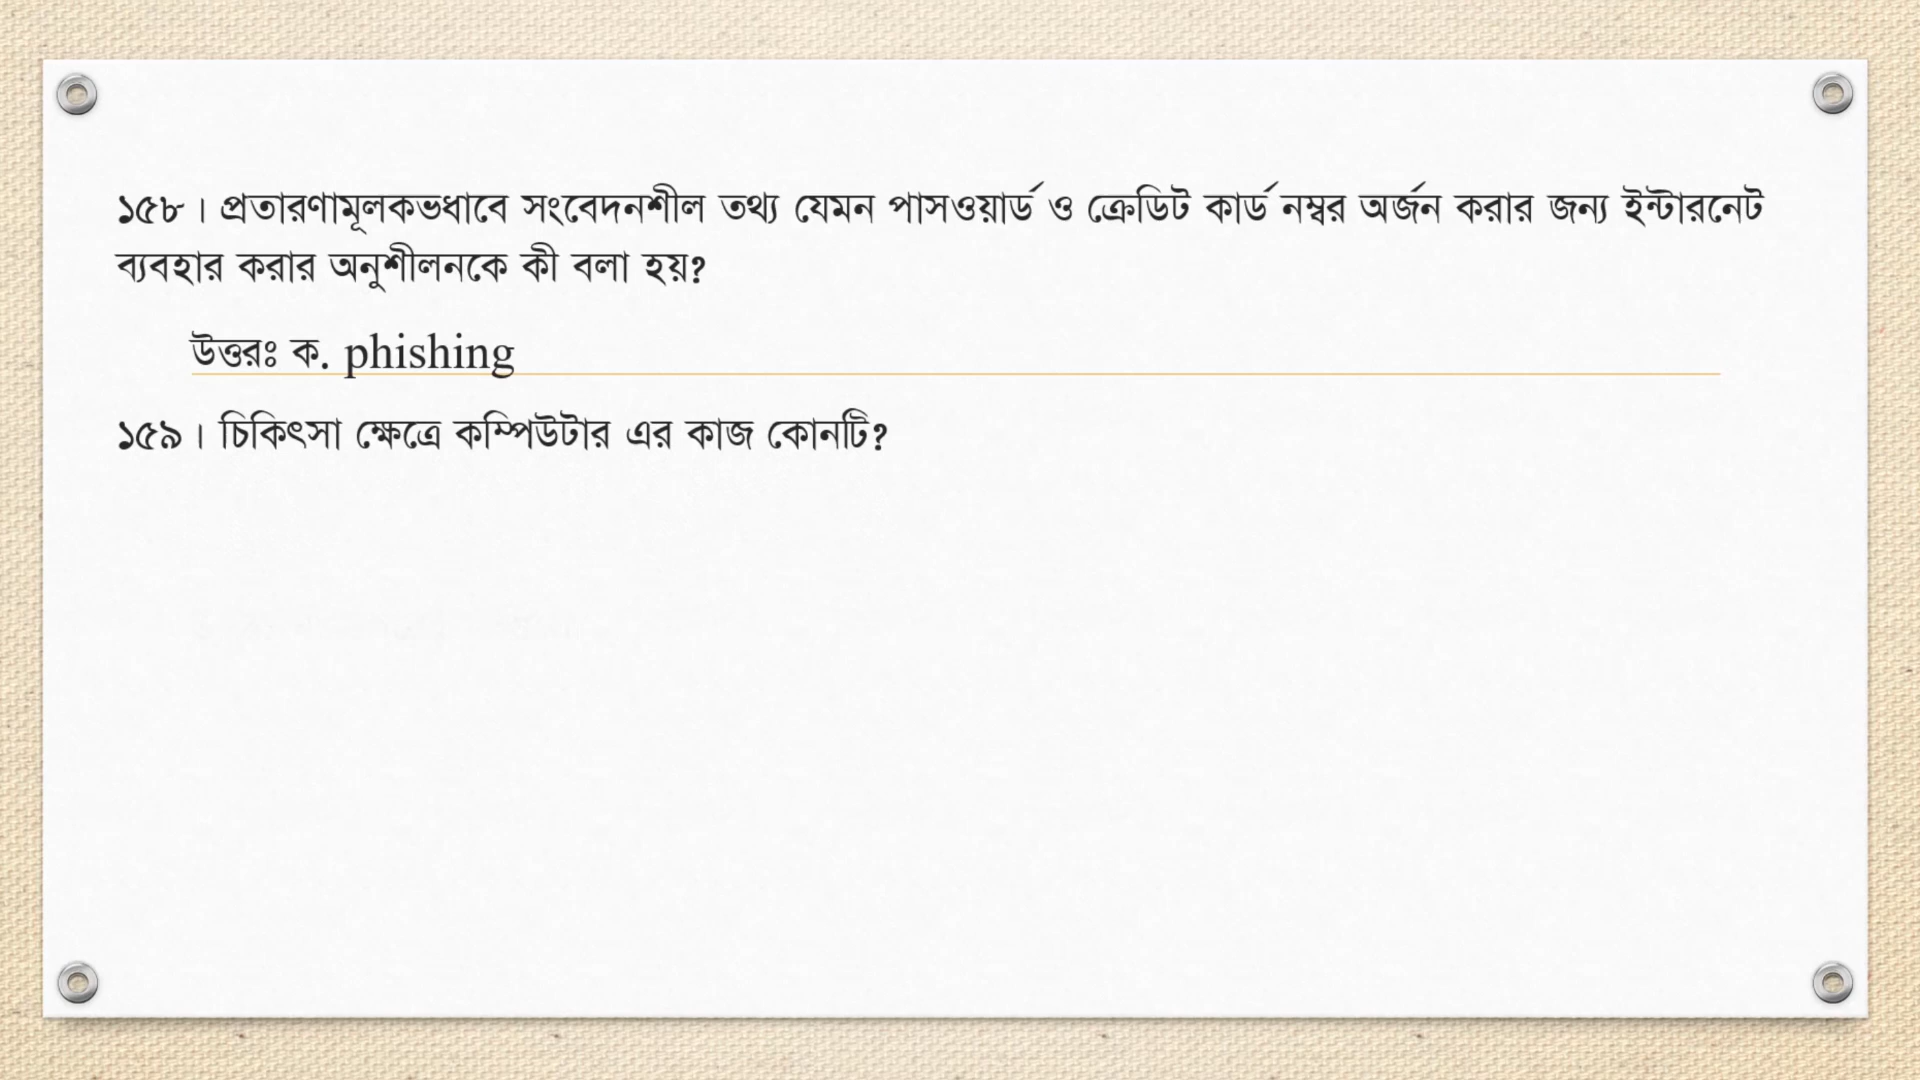 ১৫৮। প্রতারণামূলকভধাবে সংবেদনশীল তথ্য যেমন পাসওয়ার্ড ও ক্রেডিট কার্ড নম্বর অর্জন করার জন্য ইন্টারনেট
ব্যবহার করার অনুশীলনকে কী বলা হয়?
উত্তরঃ ক. phishing
১৫৯। চিকিৎসা ক্ষেত্রে কম্পিউটার এর কাজ কোনটি?